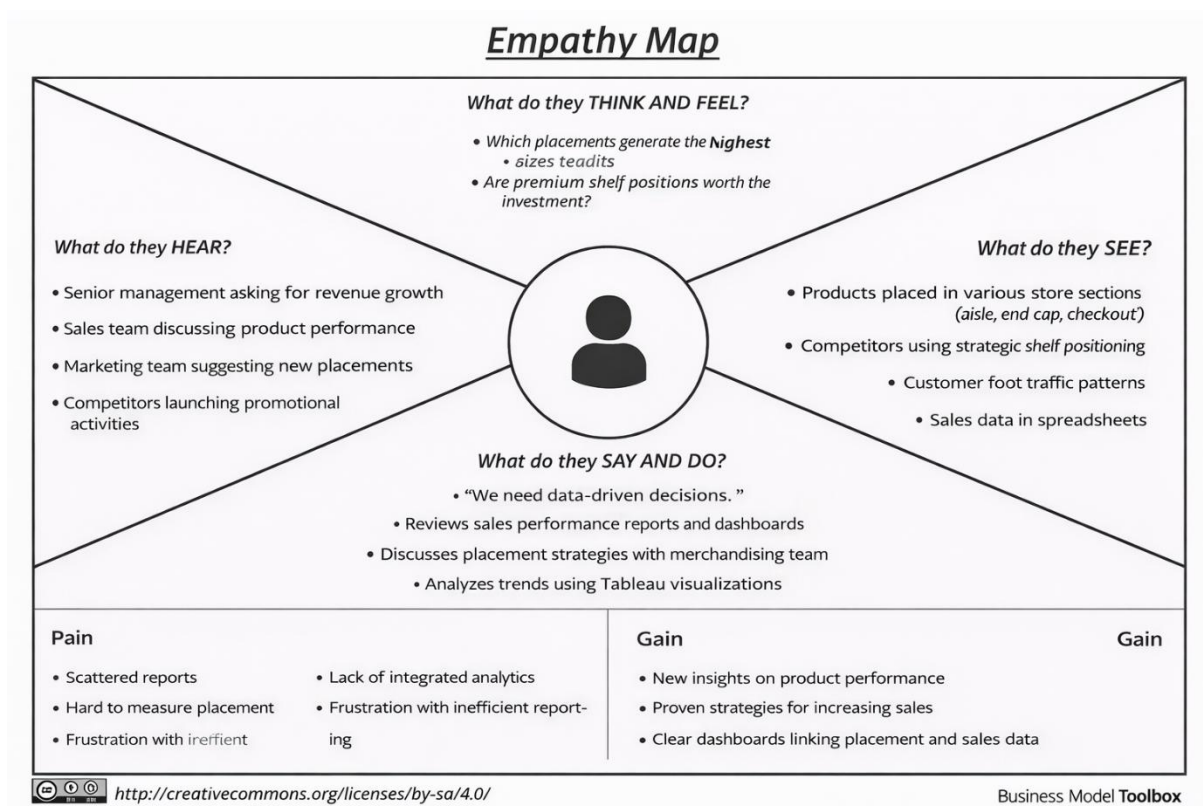 Empathy Map
What do they THINK AND FEEL?
• Which placements generate the Nighest
• sizes teadits
• Are premium shelf positions worth the
investment?
What do they HEAR?
• Senior management asking for revenue growth
• Sales team discussing product performance
• Marketing team suggesting new placements
• Competitors launching promotional
activities
What do they SEE?
• Products placed in various store sections
(aisle, end cap, checkout)
• Competitors using strategic shelf positioning
• Customer foot traffic patterns
• Sales data in spreadsheets
What do they SAY AND DO?
• “We need data-driven decisions. ”
• Reviews sales performance reports and dashboards
• Discusses placement strategies with merchandising team
• Analyzes trends using Tableau visualizations
Pain
• Scattered reports
• Hard to measure placement
• Frustration with
• Lack of integrated analytics
• Frustration with inefficient report-
ing
Gain
Gain
• New insights on product performance
• Proven strategies for increasing sales
• Clear dashboards linking placement and sales data
cc
http://creativecommons.org/licenses/by-sa/4.0/
Business Model Toolbox